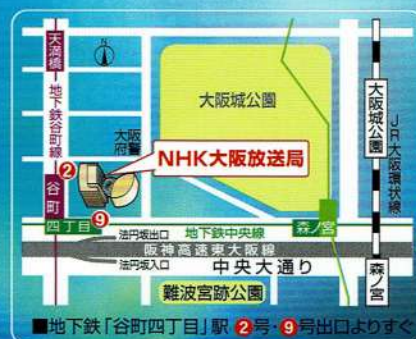 N
天満橋
地下鉄谷町線
谷町
四丁目
大阪
府警
大阪城公園
NHK大阪放送局
大阪城公園
JR大阪環状線
森ノ宮
2
9
法円坂出口
地下鉄中央線
森ノ宮
阪神高速東大阪線
法円坂入口
中央大通り
難波宮跡公園
■地下鉄「谷町四丁目」駅 2号・9号出口よりすぐ